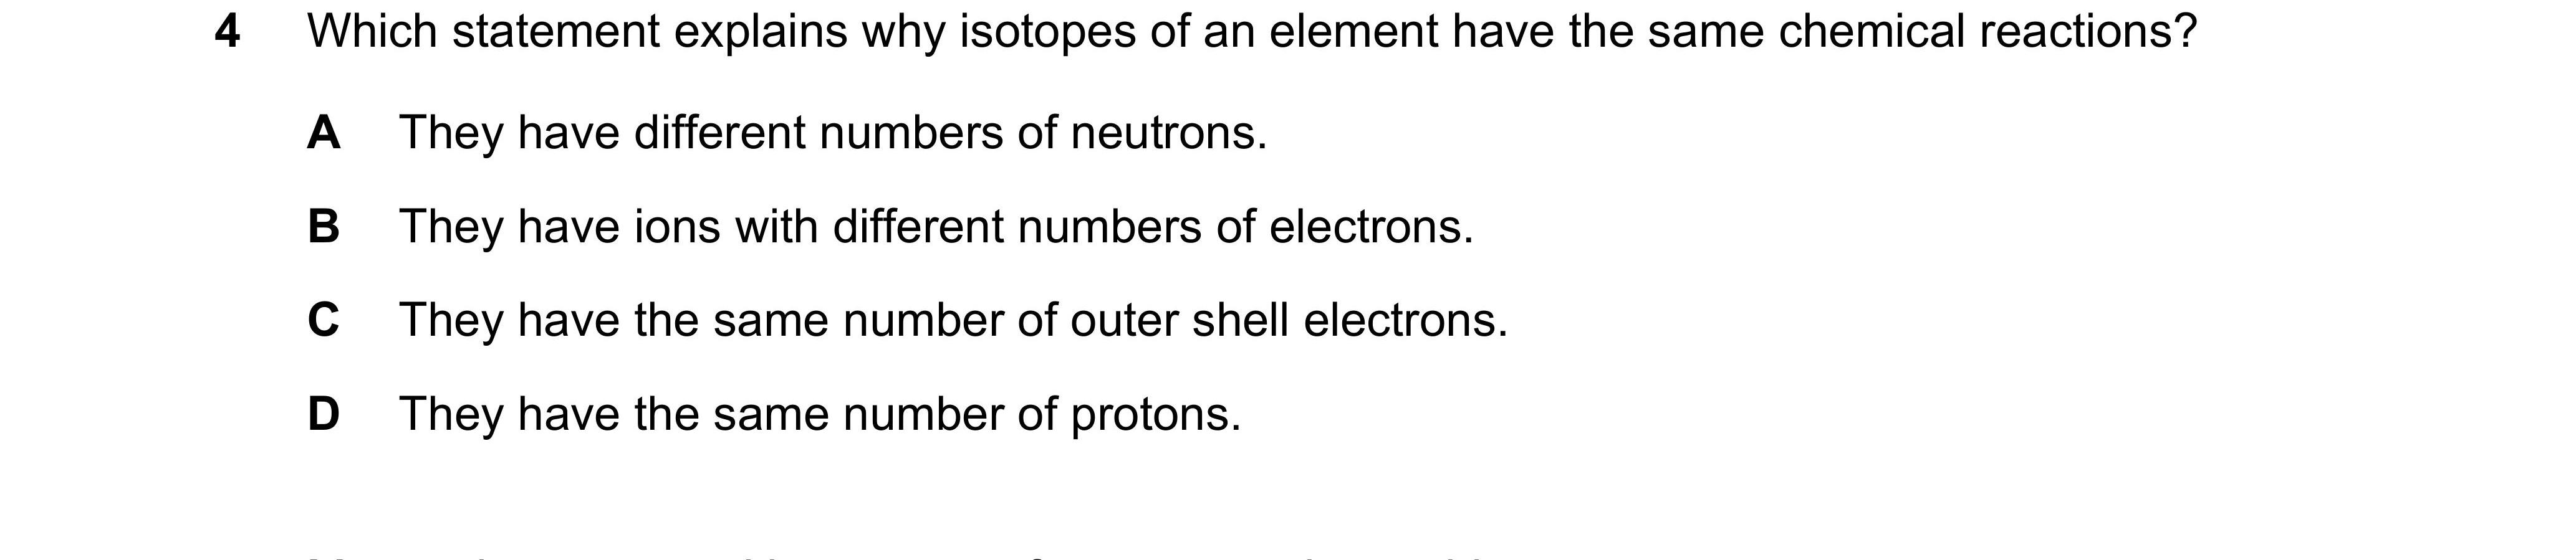 4 Which statement explains why isotopes of an element have the same chemical reactions?
A They have different numbers of neutrons.
B They have ions with different numbers of electrons.
C They have the same number of outer shell electrons.
D They have the same number of protons.